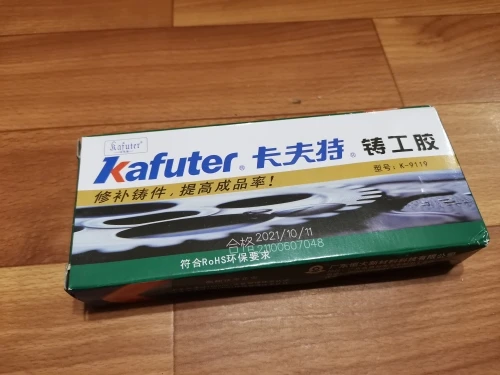 Kafuter
Kafuter® 卡夫特® 铸工胶
型号：K-9119
修补铸件，提高成品率！
合格 2021/10/11
21100607048
符合RoHS环保要求